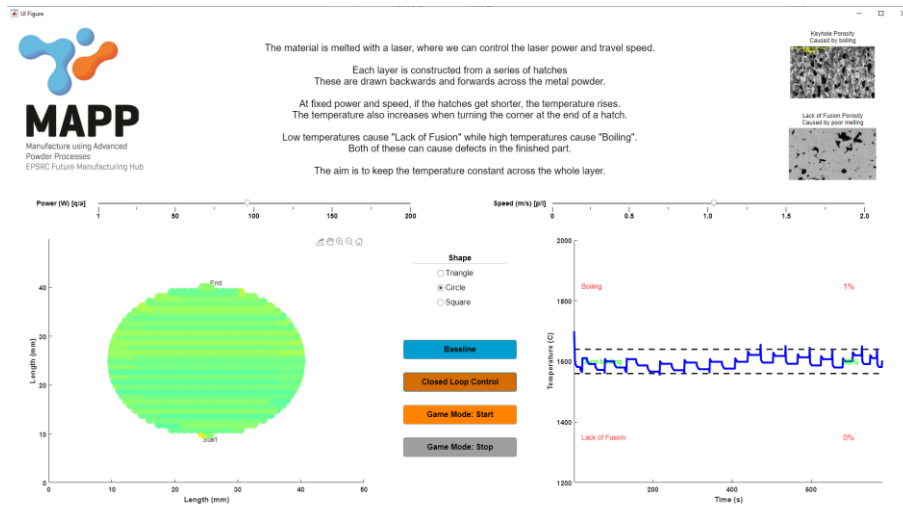 UI Figure
MAPP
Manufacture using Advanced
Powder Processes
EPSRC Future Manufacturing Hub
The material is melted with a laser, where we can control the laser power and travel speed.
Each layer is constructed from a series of hatches
These are drawn backwards and forwards across the metal powder.
At fixed power and speed, if the hatches get shorter, the temperature rises.
The temperature also increases when turning the corner at the end of a hatch.
Low temperatures cause "Lack of Fusion" while high temperatures cause "Boiling".
Both of these can cause defects in the finished part.
The aim is to keep the temperature constant across the whole layer.
Keyhole Porosity
Caused by boiling
Lack of Fusion Porosity
Caused by poor melting
Power (W) [q/a]
1 50 100 150 200
Speed (m/s) [p/l]
0 0.5 1.0 1.5 2.0
Length (mm)
40
30
20
10
0
End
Start
0 10 20 30 40 50
Length (mm)
Shape
Triangle
Circle
Square
Baseline
Closed Loop Control
Game Mode: Start
Game Mode: Stop
Temperature (C)
2000
1800
1600
1400
1200
Boiling
1%
Lack of Fusion
0%
200 400 600
Time (s)